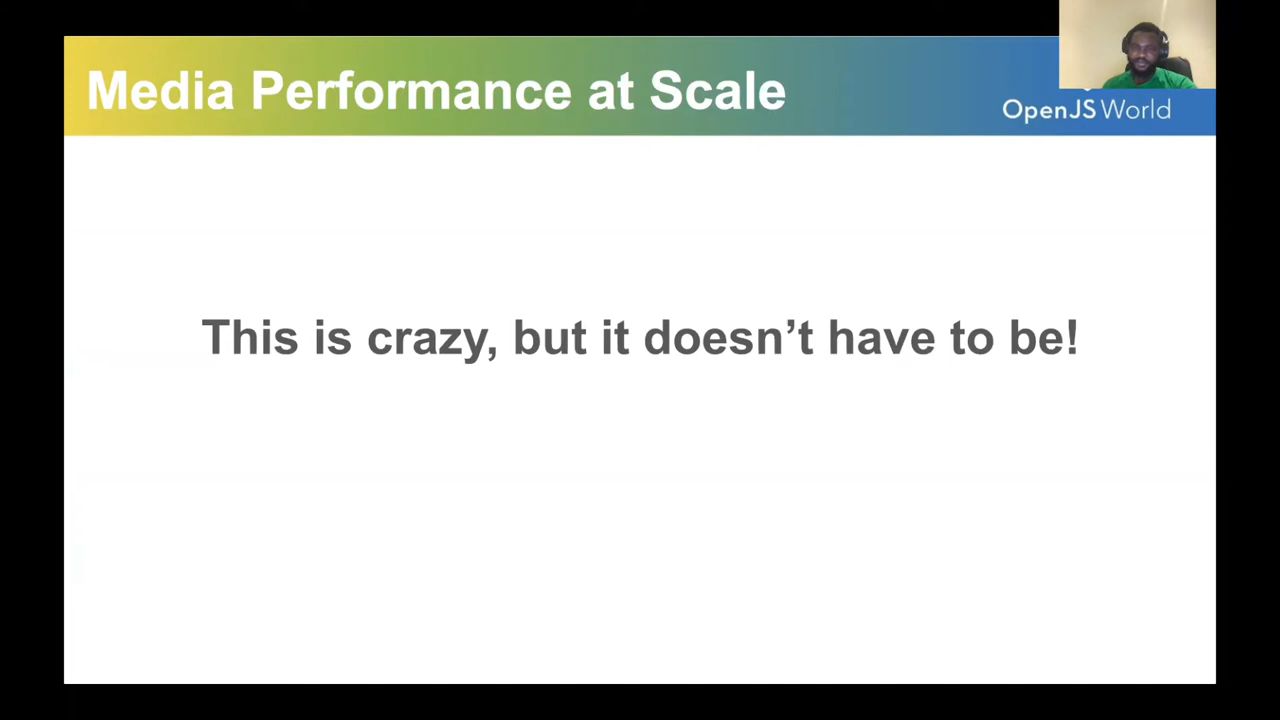 Media Performance at Scale
OpenJS World
This is crazy, but it doesn’t have to be!